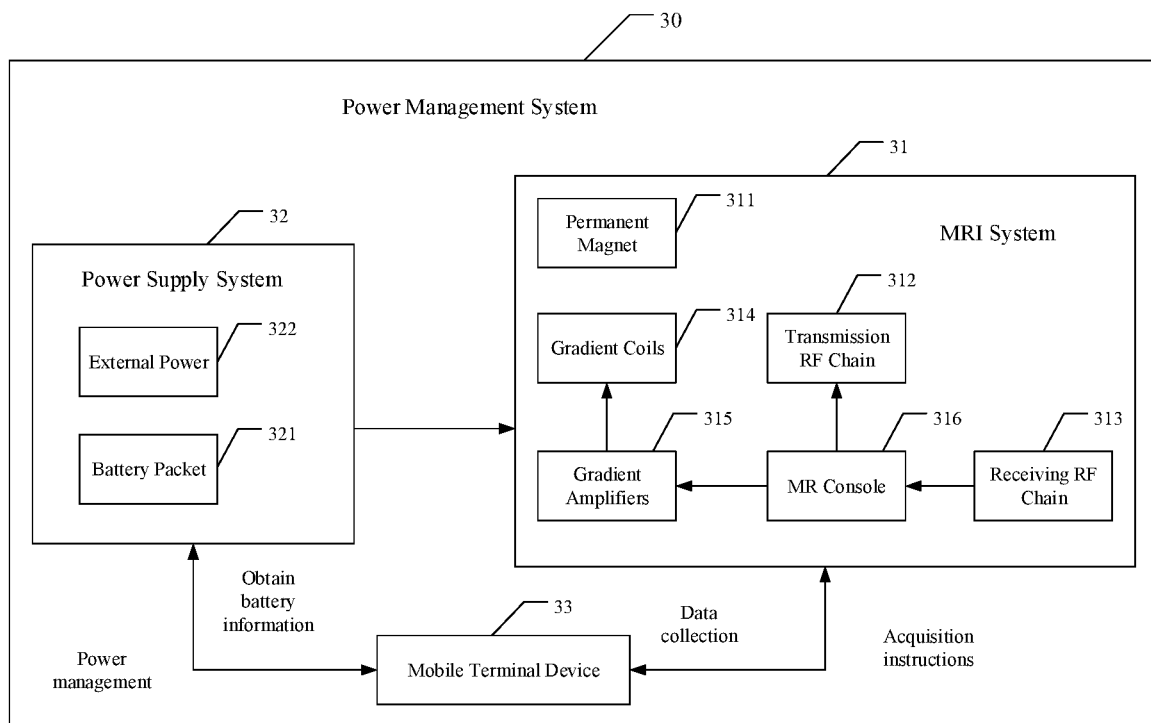 30
Power Management System
31
32
Permanent
Magnet
311
MRI System
Power Supply System
312
322
314
External Power
Gradient Coils
Transmission
RF Chain
321
315
316
313
Battery Packet
Gradient
Amplifiers
MR Console
Receiving RF
Chain
Obtain
battery
information
33
Data
collection
Acquisition
instructions
Power
management
Mobile Terminal Device